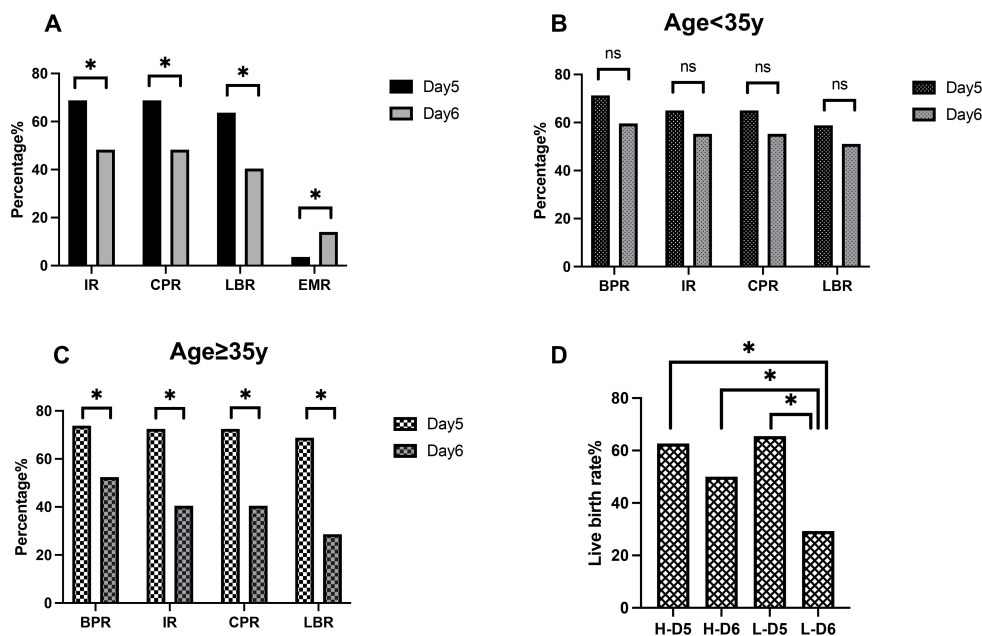 A
Percentage%
80
60
40
20
0
* * * *
IR CPR LBR EMR
Day5
Day6
B
Age<35y
Percentage%
80
60
40
20
0
ns ns ns ns
BPR IR CPR LBR
Day5
Day6
C
Age≥35y
Percentage%
80
60
40
20
0
* * * *
BPR IR CPR LBR
Day5
Day6
D
Live birth rate%
80
60
40
20
0
*
*
*
H-D5 H-D6 L-D5 L-D6